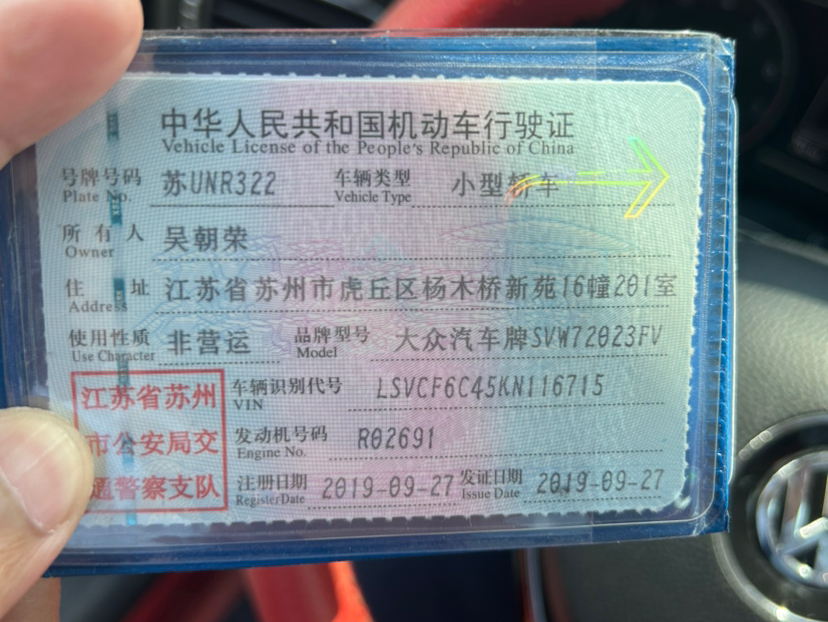 中华人民共和国机动车行驶证
Vehicle License of the People's Republic of China
号牌号码 苏UNR322 车辆类型 小型轿车
Plate No. Vehicle Type
所有人 吴朝荣
Owner
住址 江苏省苏州市虎丘区杨木桥新苑16幢201室
Address
使用性质 非营运 品牌型号 大众汽车牌SVW72023FV
Use Character Model
江苏省苏州
市公安局交
通警察支队
车辆识别代号 LSVCF6C45KN116715
VIN
发动机号码 R02691
Engine No.
注册日期 2019-09-27 发证日期 2019-09-27
Register Date Issue Date